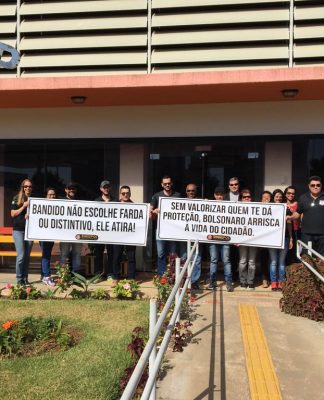 BANDIDO NÃO ESCOLHE FARDA
OU DISTINTIVO, ELE ATIRA!
SEM VALORIZAR QUEM TE DÁ
PROTEÇÃO, BOLSONARO ARRISCA
A VIDA DO CIDADÃO.